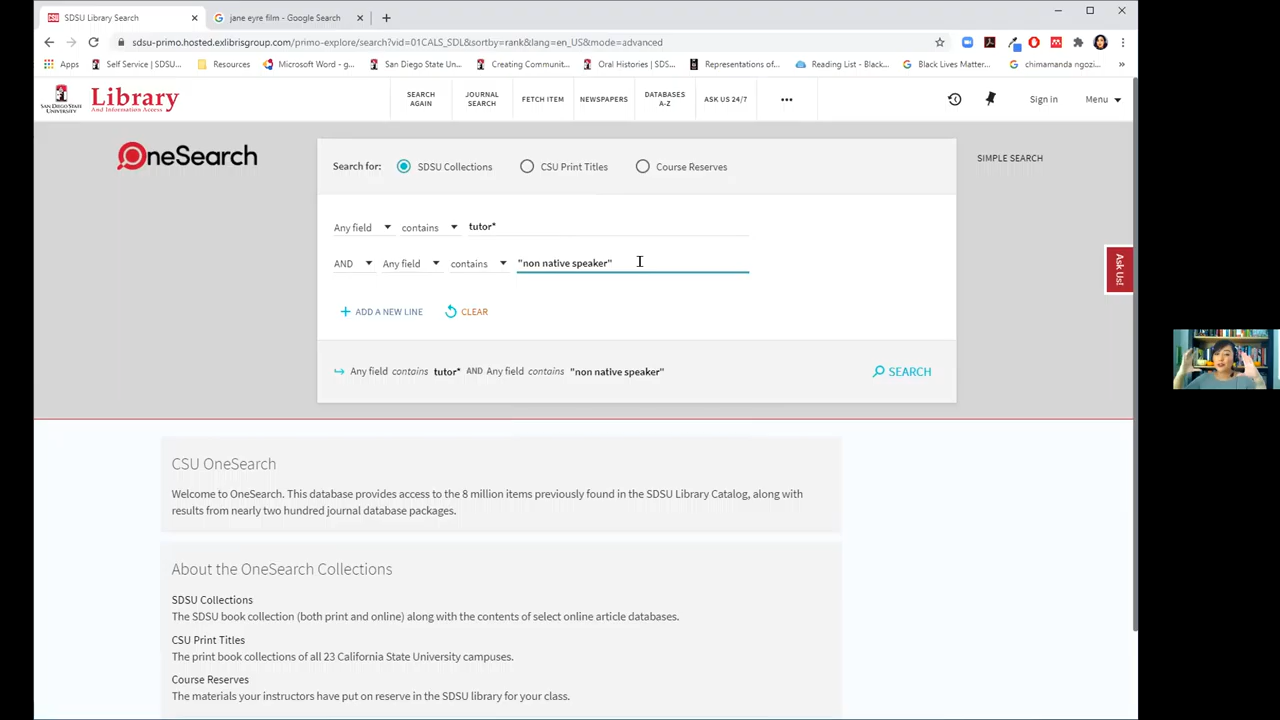 SDSU Library Search
jane eyre film - Google Search
sdsu-primo.hosted.exlibrisgroup.com/primo-explore/search?vid=01CALS_SDL&sortby=rank&lang=en_US&mode=advanced
Apps Self Service | SDSU... Resources Microsoft Word - g... San Diego State Un... Creating Communit... Oral Histories | SDS... Representations of... Reading List - Black... Black Lives Matter... chimamanda ngozi... »
SAN DIEGO STATE UNIVERSITY
Library
And Information Access
SEARCH AGAIN
JOURNAL SEARCH
FETCH ITEM
NEWSPAPERS
DATABASES A-Z
ASK US 24/7
Sign in
Menu
OneSearch
Search for: SDSU Collections CSU Print Titles Course Reserves
SIMPLE SEARCH
Any field contains tutor*
AND Any field contains "non native speaker"
+ ADD A NEW LINE CLEAR
Any field contains tutor* AND Any field contains "non native speaker"
SEARCH
Ask Us!
CSU OneSearch
Welcome to OneSearch. This database provides access to the 8 million items previously found in the SDSU Library Catalog, along with
results from nearly two hundred journal database packages.
About the OneSearch Collections
SDSU Collections
The SDSU book collection (both print and online) along with the contents of select online article databases.
CSU Print Titles
The print book collections of all 23 California State University campuses.
Course Reserves
The materials your instructors have put on reserve in the SDSU library for your class.